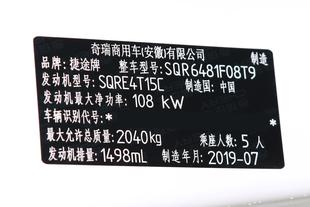 奇瑞商用车(安徽)有限公司 制造
品牌:捷途牌 整车型号:SQR6481F08T9
发动机型号:SQRE4T15C 制造国:中国
发动机最大净功率:108 kW
车辆识别代号:* *
最大允许总质量:2040kg 乘座人数:5 人
发动机排量:1498mL 制造年月:2019-07